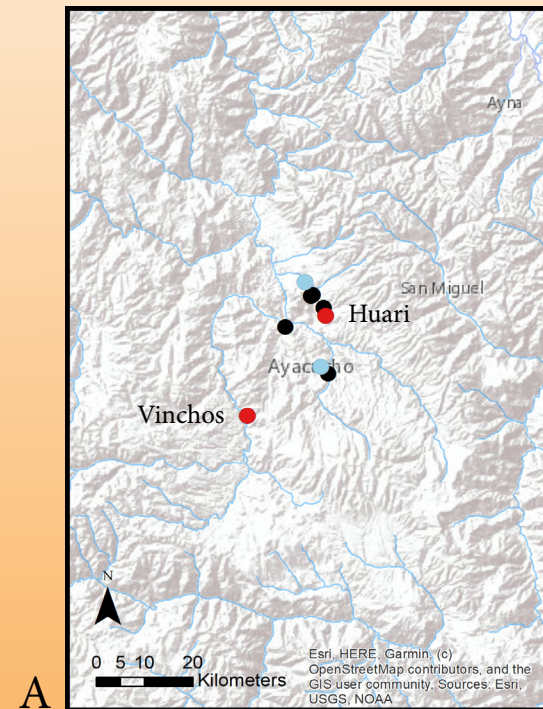 Ayna
San Miguel
Huari
Ayacucho
Vinchos
N
0 5 10 20
Kilometers
Esri, HERE, Garmin, (c)
OpenStreetMap contributors, and the
GIS user community, Sources: Esri,
USGS, NOAA
A